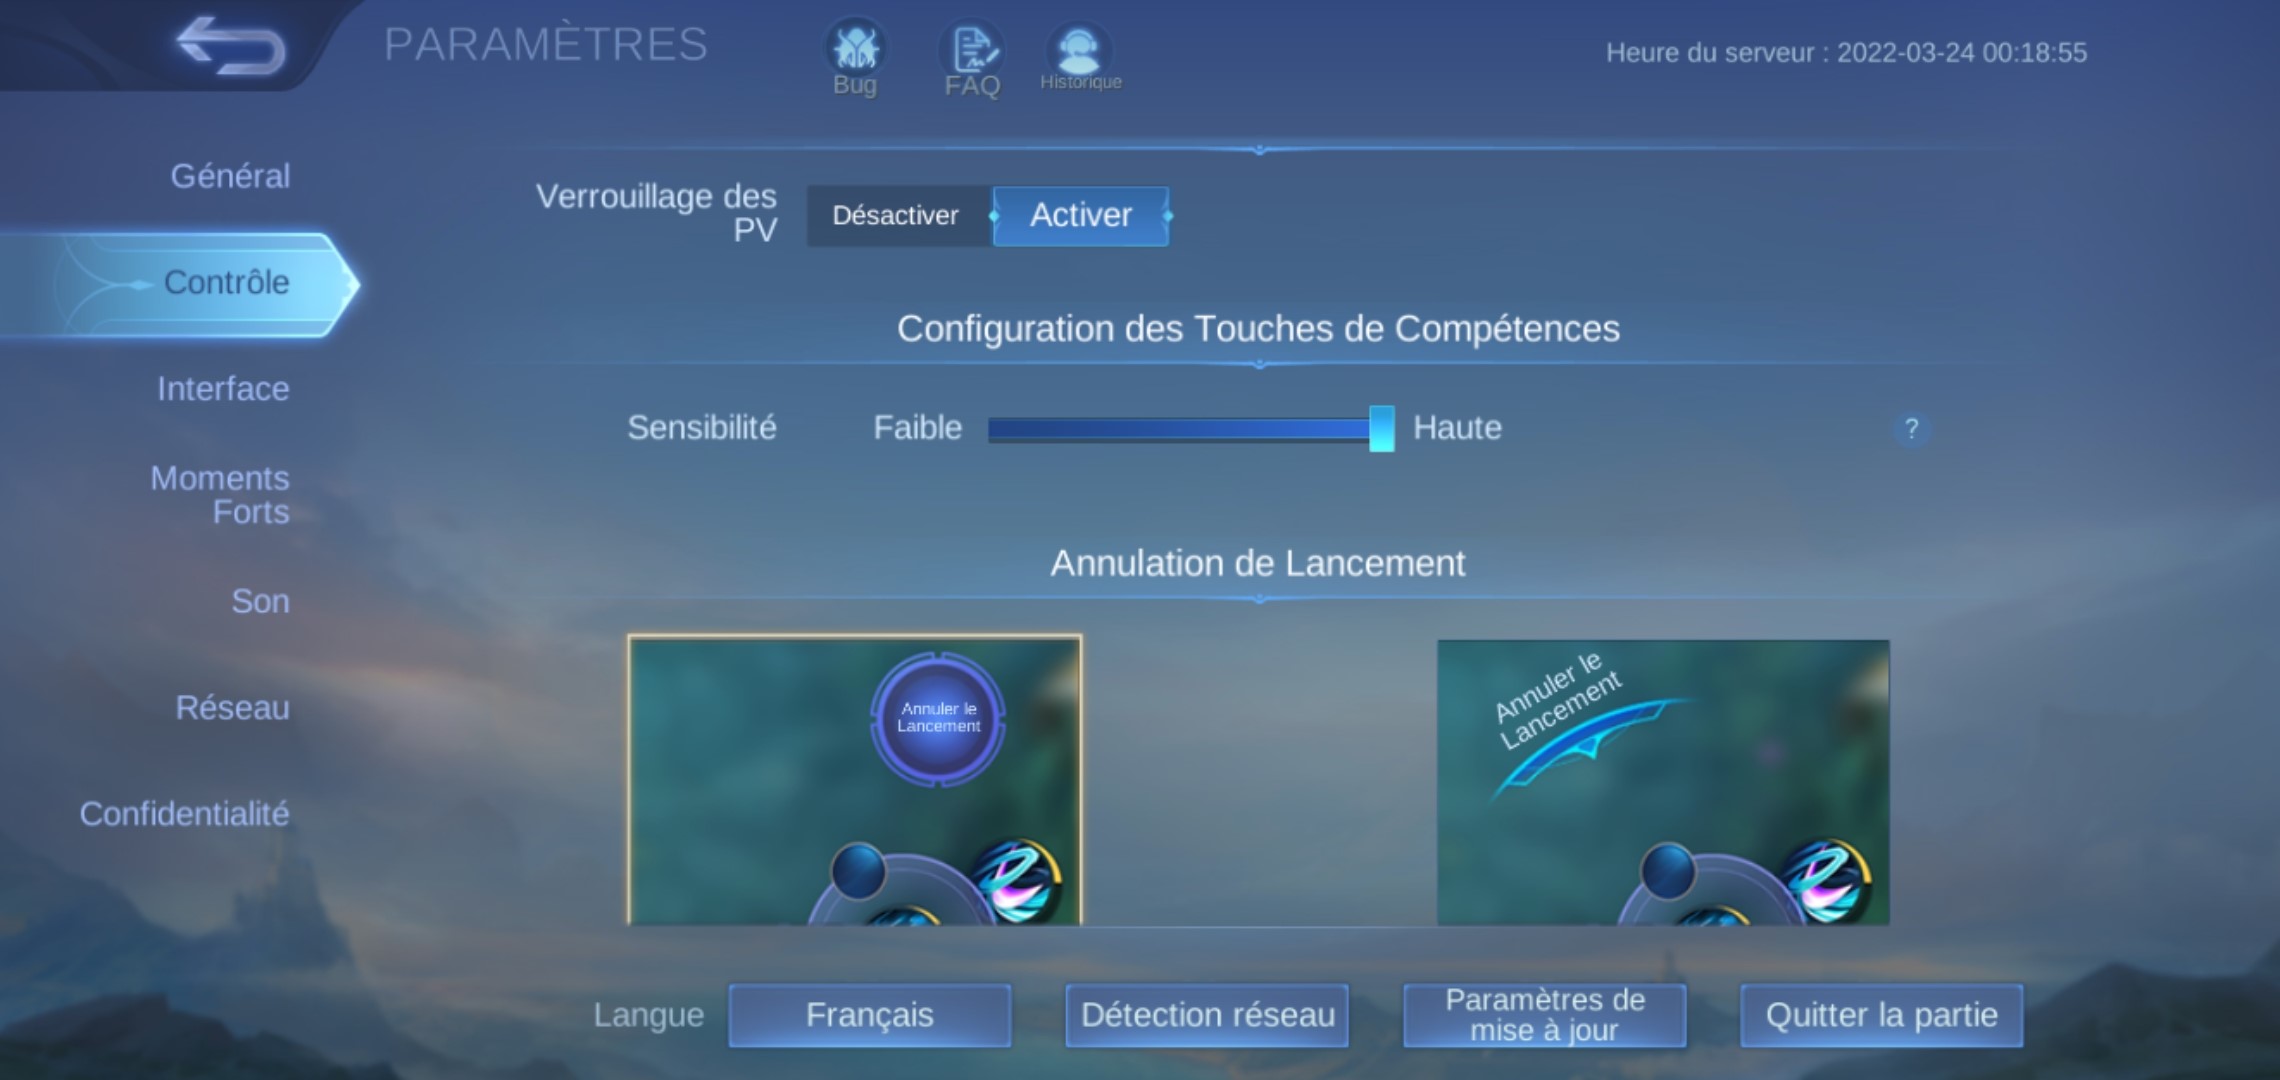 PARAMÈTRES
Bug
FAQ
Historique
Heure du serveur : 2022-03-24 00:18:55
Général
Contrôle
Interface
Moments
Forts
Son
Réseau
Confidentialité
Verrouillage des
PV
Désactiver
Activer
Configuration des Touches de Compétences
Sensibilité
Faible
Haute
?
Annulation de Lancement
Annuler le
Lancement
Annuler le
Lancement
Langue
Français
Détection réseau
Paramètres de
mise à jour
Quitter la partie